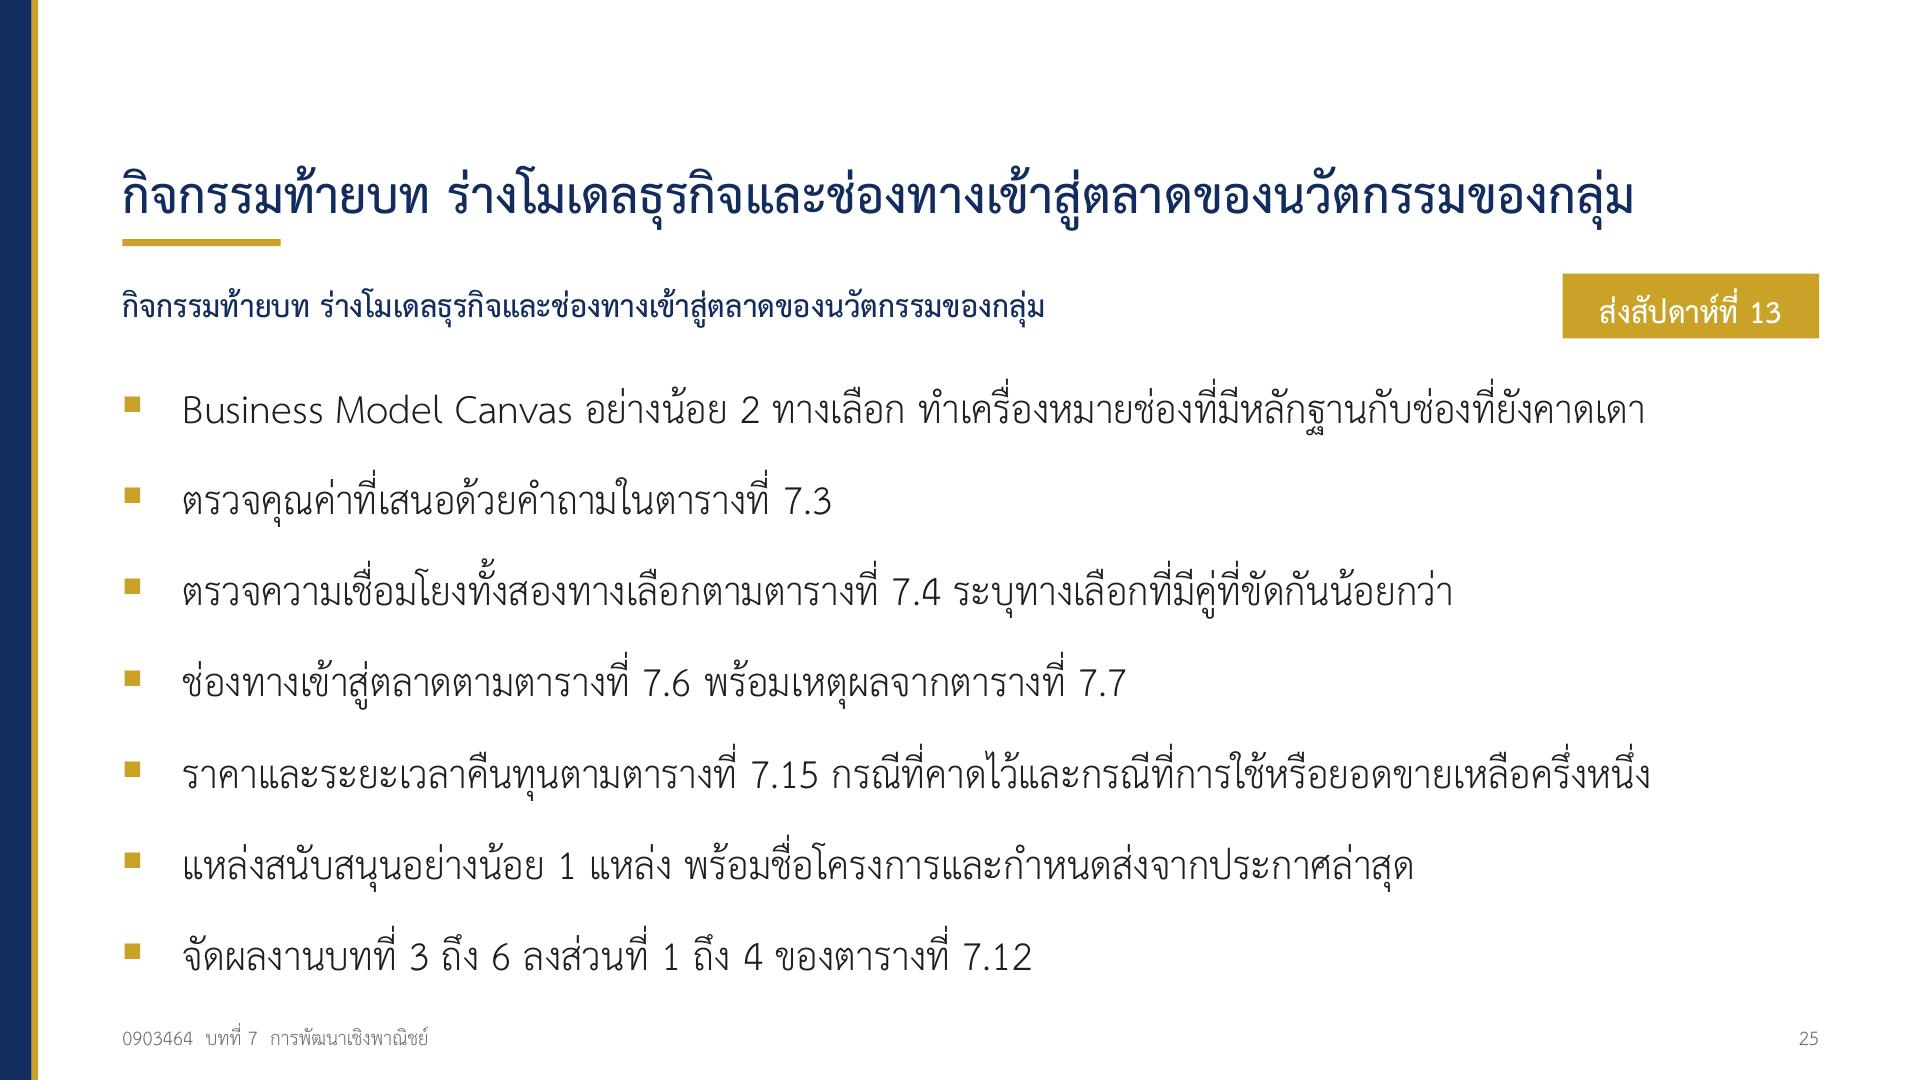 กิจกรรมท้ายบท ร่างโมเดลธุรกิจและช่องทางเข้าสู่ตลาดของนวัตกรรมของกลุ่ม
กิจกรรมท้ายบท ร่างโมเดลธุรกิจและช่องทางเข้าสู่ตลาดของนวัตกรรมของกลุ่ม
ส่งสัปดาห์ที่ 13
Business Model Canvas อย่างน้อย 2 ทางเลือก ทำเครื่องหมายช่องที่มีหลักฐานกับช่องที่ยังคาดเดา
ตรวจคุณค่าที่เสนอด้วยคำถามในตารางที่ 7.3
ตรวจความเชื่อมโยงทั้งสองทางเลือกตามตารางที่ 7.4 ระบุทางเลือกที่มีคู่ที่ขัดกันน้อยกว่า
ช่องทางเข้าสู่ตลาดตามตารางที่ 7.6 พร้อมเหตุผลจากตารางที่ 7.7
ราคาและระยะเวลาคืนทุนตามตารางที่ 7.15 กรณีที่คาดไว้และกรณีที่การใช้หรือยอดขายเหลือครึ่งหนึ่ง
แหล่งสนับสนุนอย่างน้อย 1 แหล่ง พร้อมชื่อโครงการและกำหนดส่งจากประกาศล่าสุด
จัดผลงานบทที่ 3 ถึง 6 ลงส่วนที่ 1 ถึง 4 ของตารางที่ 7.12
0903464 บทที่ 7 การพัฒนาเชิงพาณิชย์
25